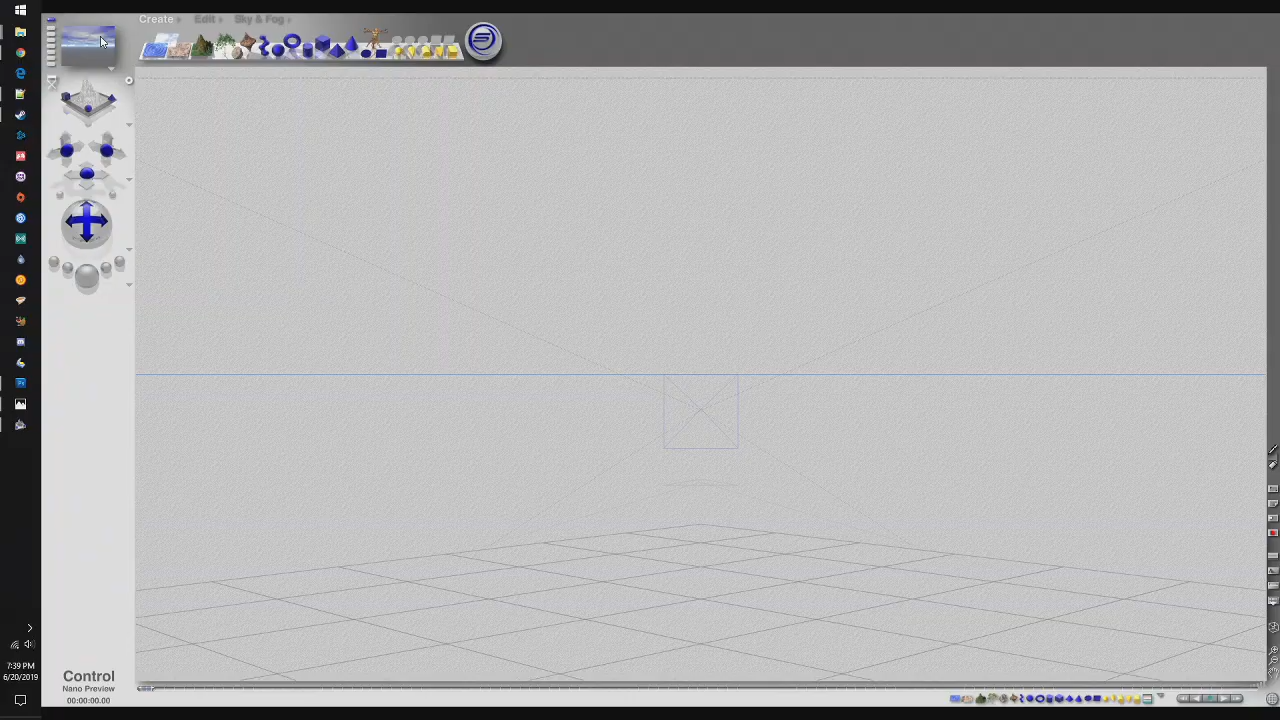 Create
Edit
Sky & Fog
7:39 PM
6/20/2019
Control
Nano Preview
00:00:00.00